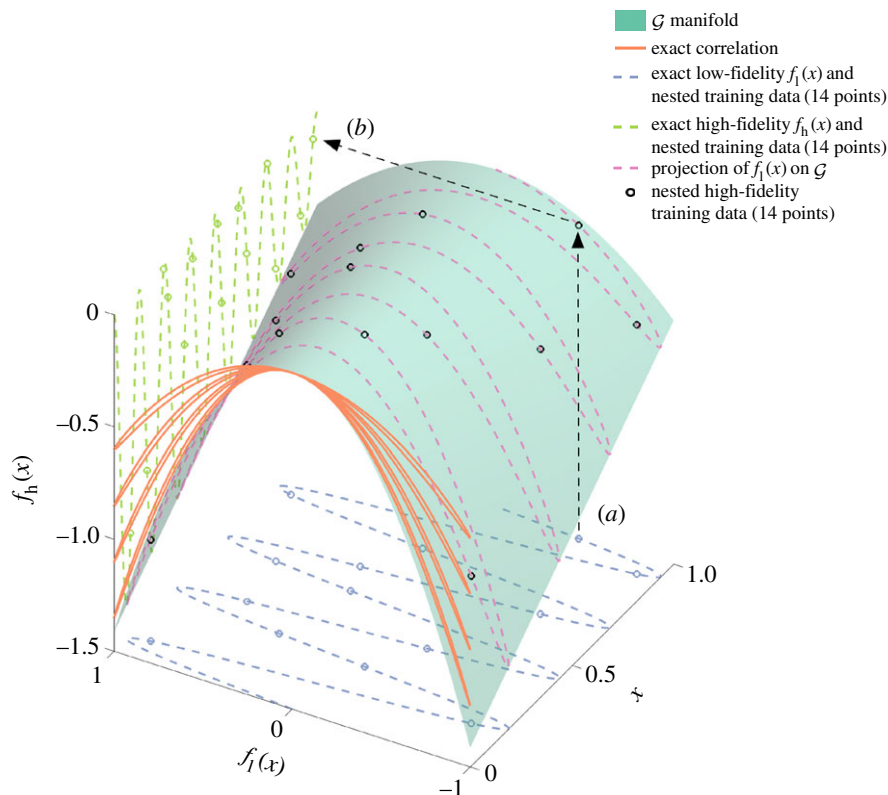 𝒢 manifold
exact correlation
exact low-fidelity f_l(x) and
nested training data (14 points)
exact high-fidelity f_h(x) and
nested training data (14 points)
projection of f_l(x) on 𝒢
nested high-fidelity
training data (14 points)
(b)
0
–0.5
–1.0
–1.5
f_h(x)
(a)
1.0
0.5
0
x
1
0
–1
f_l(x)